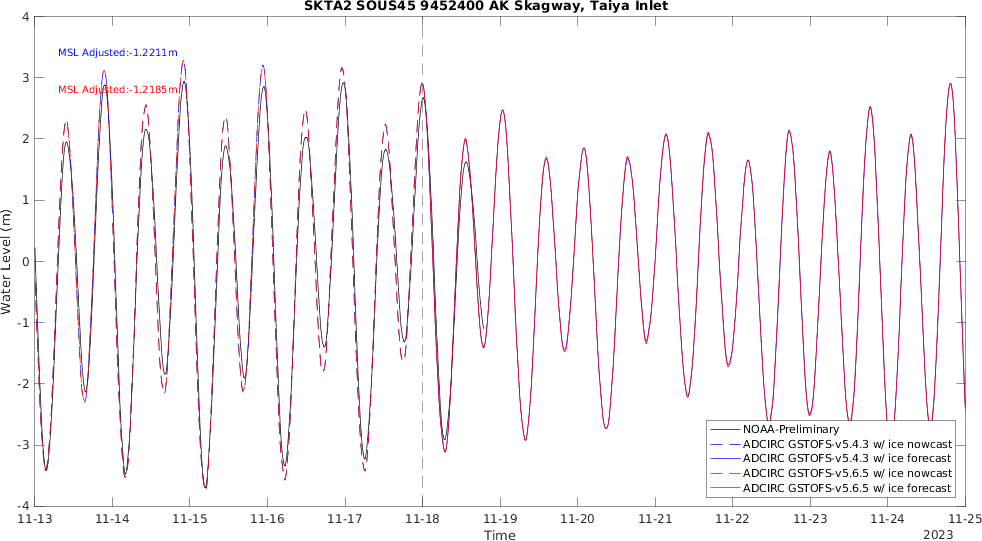 SKTA2 SOUS45 9452400 AK Skagway, Taiya Inlet
4
MSL Adjusted:-1.2211m
3
MSL Adjusted:-1.2185m
2
1
0
-1
-2
-3
-4
Water Level (m)
NOAA-Preliminary
ADCIRC GSTOFS-v5.4.3 w/ ice nowcast
ADCIRC GSTOFS-v5.4.3 w/ ice forecast
ADCIRC GSTOFS-v5.6.5 w/ ice nowcast
ADCIRC GSTOFS-v5.6.5 w/ ice forecast
11-13 11-14 11-15 11-16 11-17 11-18 11-19 11-20 11-21 11-22 11-23 11-24 11-25
Time
2023